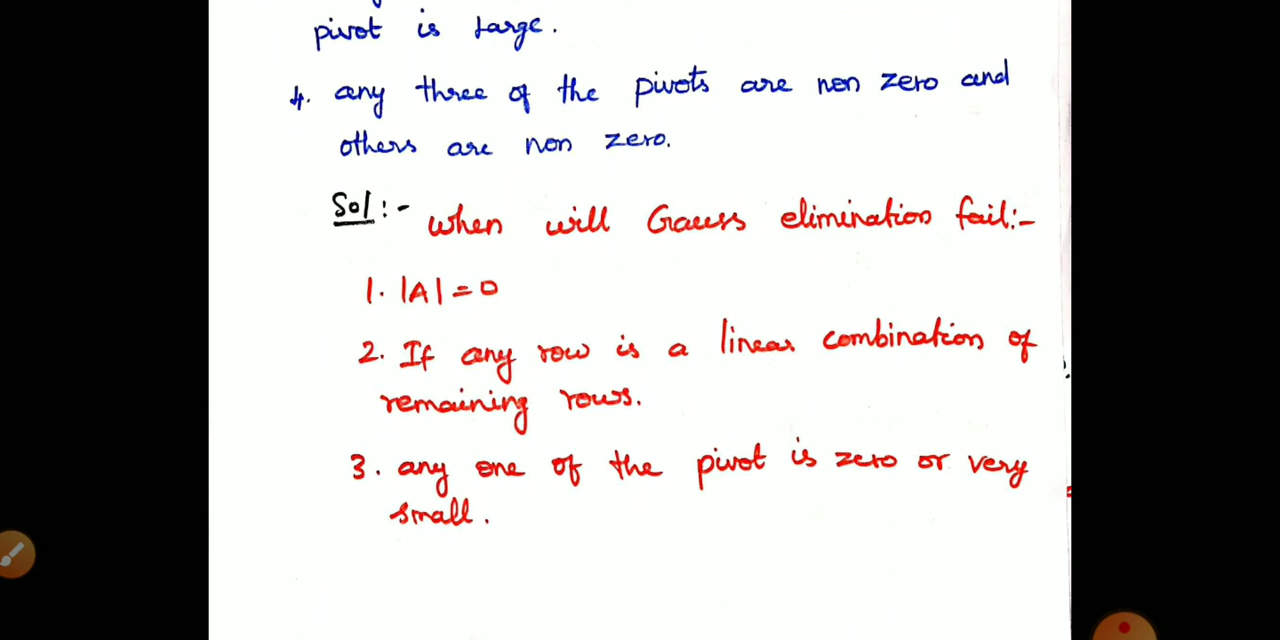 pivot is large.
4. any three of the pivots are non zero and
others are non zero.
Sol:- When will Gauss elimination fail:-
1. |A| = 0
2. If any row is a linear combination of
remaining rows.
3. any one of the pivot is zero or very
small.